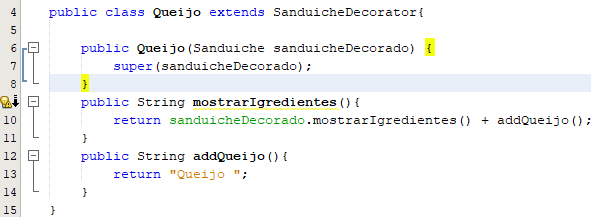 4 public class Queijo extends SanduicheDecorator{
5
6 public Queijo(Sanduiche sanduicheDecorado) {
7 super(sanduicheDecorado);
8 }
public String mostrarIgredientes(){
10 return sanduicheDecorado.mostrarIgredientes() + addQueijo();
11 }
12 public String addQueijo(){
13 return "Queijo ";
14 }
15 }